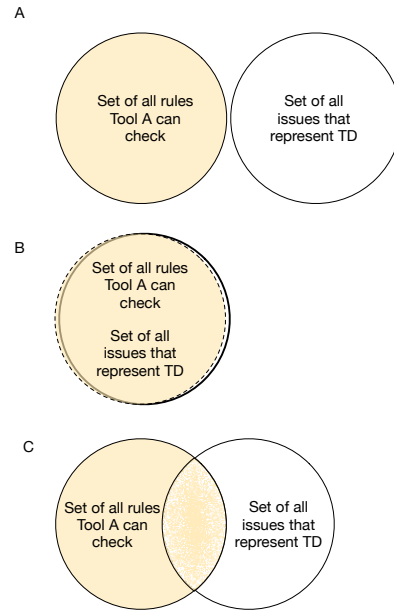 A
Set of all rules
Tool A can
check
Set of all
issues that
represent TD
B
Set of all rules
Tool A can
check
Set of all
issues that
represent TD
C
Set of all rules
Tool A can
check
Set of all
issues that
represent TD